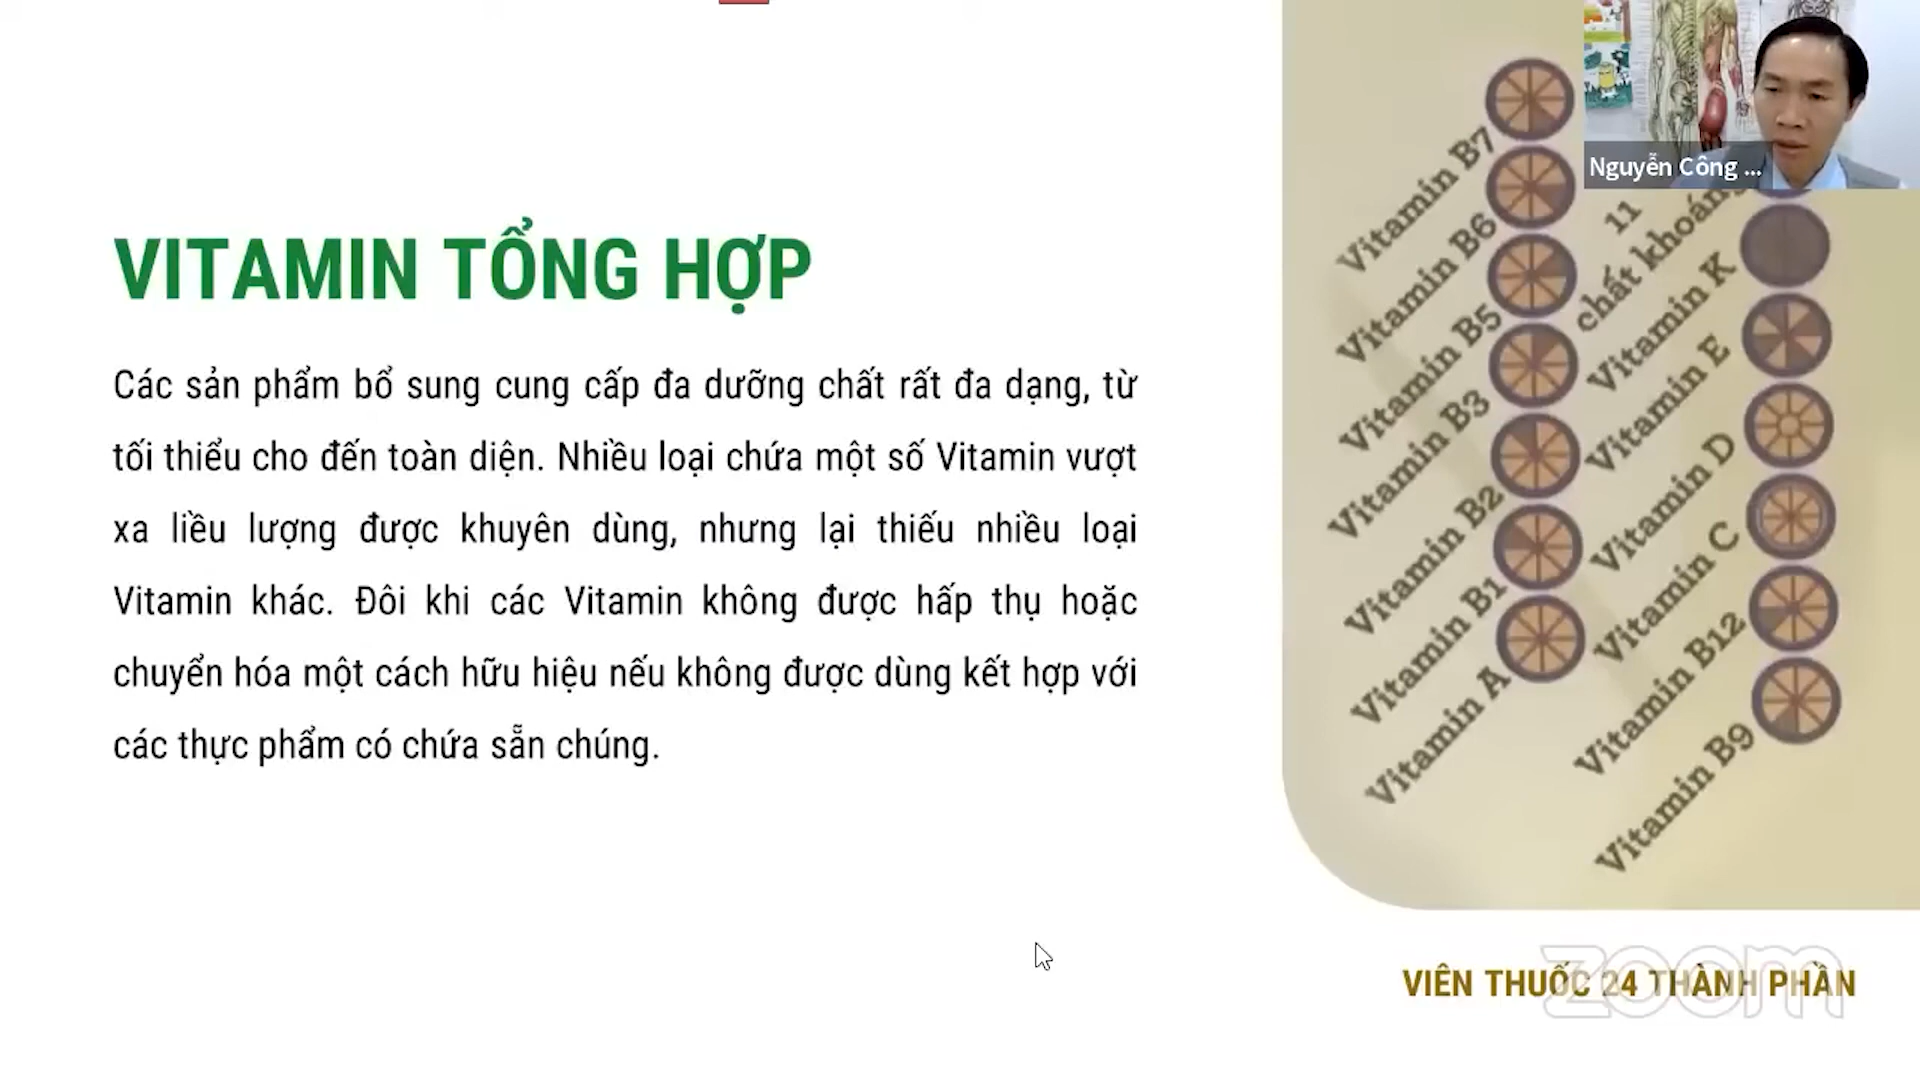 VITAMIN TỔNG HỢP
Các sản phẩm bổ sung cung cấp đa dưỡng chất rất đa dạng, từ
tối thiểu cho đến toàn diện. Nhiều loại chứa một số Vitamin vượt
xa liều lượng được khuyên dùng, nhưng lại thiếu nhiều loại
Vitamin khác. Đôi khi các Vitamin không được hấp thụ hoặc
chuyển hóa một cách hữu hiệu nếu không được dùng kết hợp với
các thực phẩm có chứa sẵn chúng.
Vitamin B7
Vitamin B6
Vitamin B5
Vitamin B3
Vitamin B2
Vitamin B1
Vitamin A
11
chất khoáng
Vitamin K
Vitamin E
Vitamin D
Vitamin C
Vitamin B12
Vitamin B9
Nguyễn Công ...
VIÊN THUỐC 24 THÀNH PHẦN
zoom